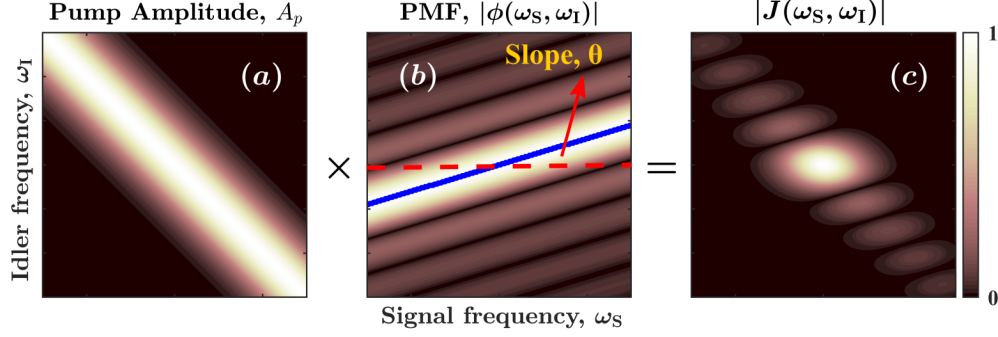 Pump Amplitude, A_p
PMF, |ϕ(ω_S, ω_I)|
|J(ω_S, ω_I)|
Idler frequency, ω_I
(a)
×
(b)
Slope, θ
=
(c)
1
0
Signal frequency, ω_S